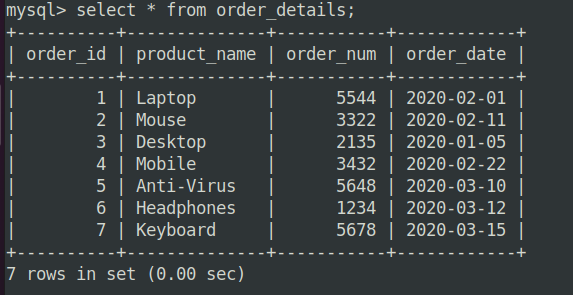 mysql> select * from order_details;
+----------+--------------+-----------+------------+
| order_id | product_name | order_num | order_date |
+----------+--------------+-----------+------------+
|        1 | Laptop       |      5544 | 2020-02-01 |
|        2 | Mouse        |      3322 | 2020-02-11 |
|        3 | Desktop      |      2135 | 2020-01-05 |
|        4 | Mobile       |      3432 | 2020-02-22 |
|        5 | Anti-Virus   |      5648 | 2020-03-10 |
|        6 | Headphones   |      1234 | 2020-03-12 |
|        7 | Keyboard     |      5678 | 2020-03-15 |
+----------+--------------+-----------+------------+
7 rows in set (0.00 sec)